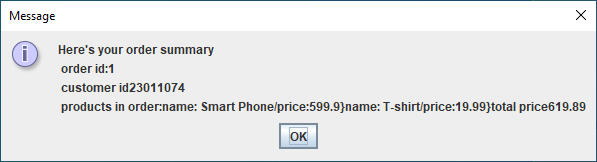 Message
Here's your order summary
order id:1
customer id23011074
products in order:name: Smart Phone/price:599.9}name: T-shirt/price:19.99}total price619.89
OK